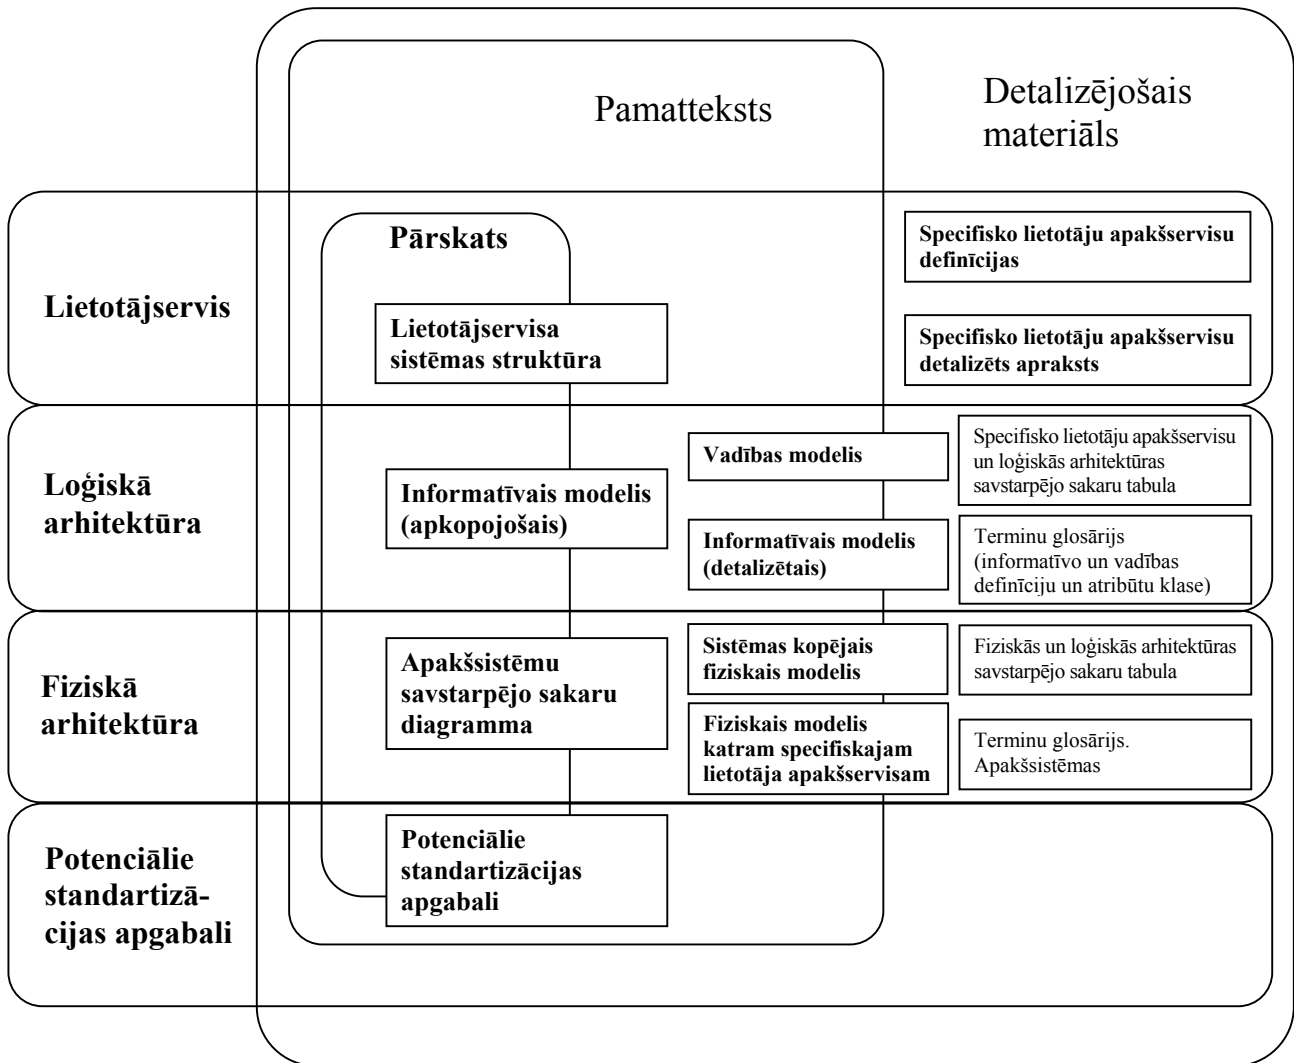 Pamatteksts
Detalizējošais
materiāls
Lietotājservis
Pārskats
Lietotājservisa
sistēmas struktūra
Specifisko lietotāju apakšservisu
definīcijas
Specifisko lietotāju apakšservisu
detalizēts apraksts
Loģiskā
arhitektūra
Informatīvais modelis
(apkopojošais)
Vadības modelis
Informatīvais modelis
(detalizētais)
Specifisko lietotāju apakšservisu
un loģiskās arhitektūras
savstarpējo sakaru tabula
Terminu glosārijs
(informatīvo un vadības
definīciju un atribūtu klase)
Fiziskā
arhitektūra
Apakšsistēmu
savstarpējo sakaru
diagramma
Sistēmas kopējais
fiziskais modelis
Fiziskais modelis
katram specifiskajam
lietotāja apakšservisam
Fiziskās un loģiskās arhitektūras
savstarpējo sakaru tabula
Terminu glosārijs.
Apakšsistēmas
Potenciālie
standartizā-
cijas apgabali
Potenciālie
standartizācijas
apgabali